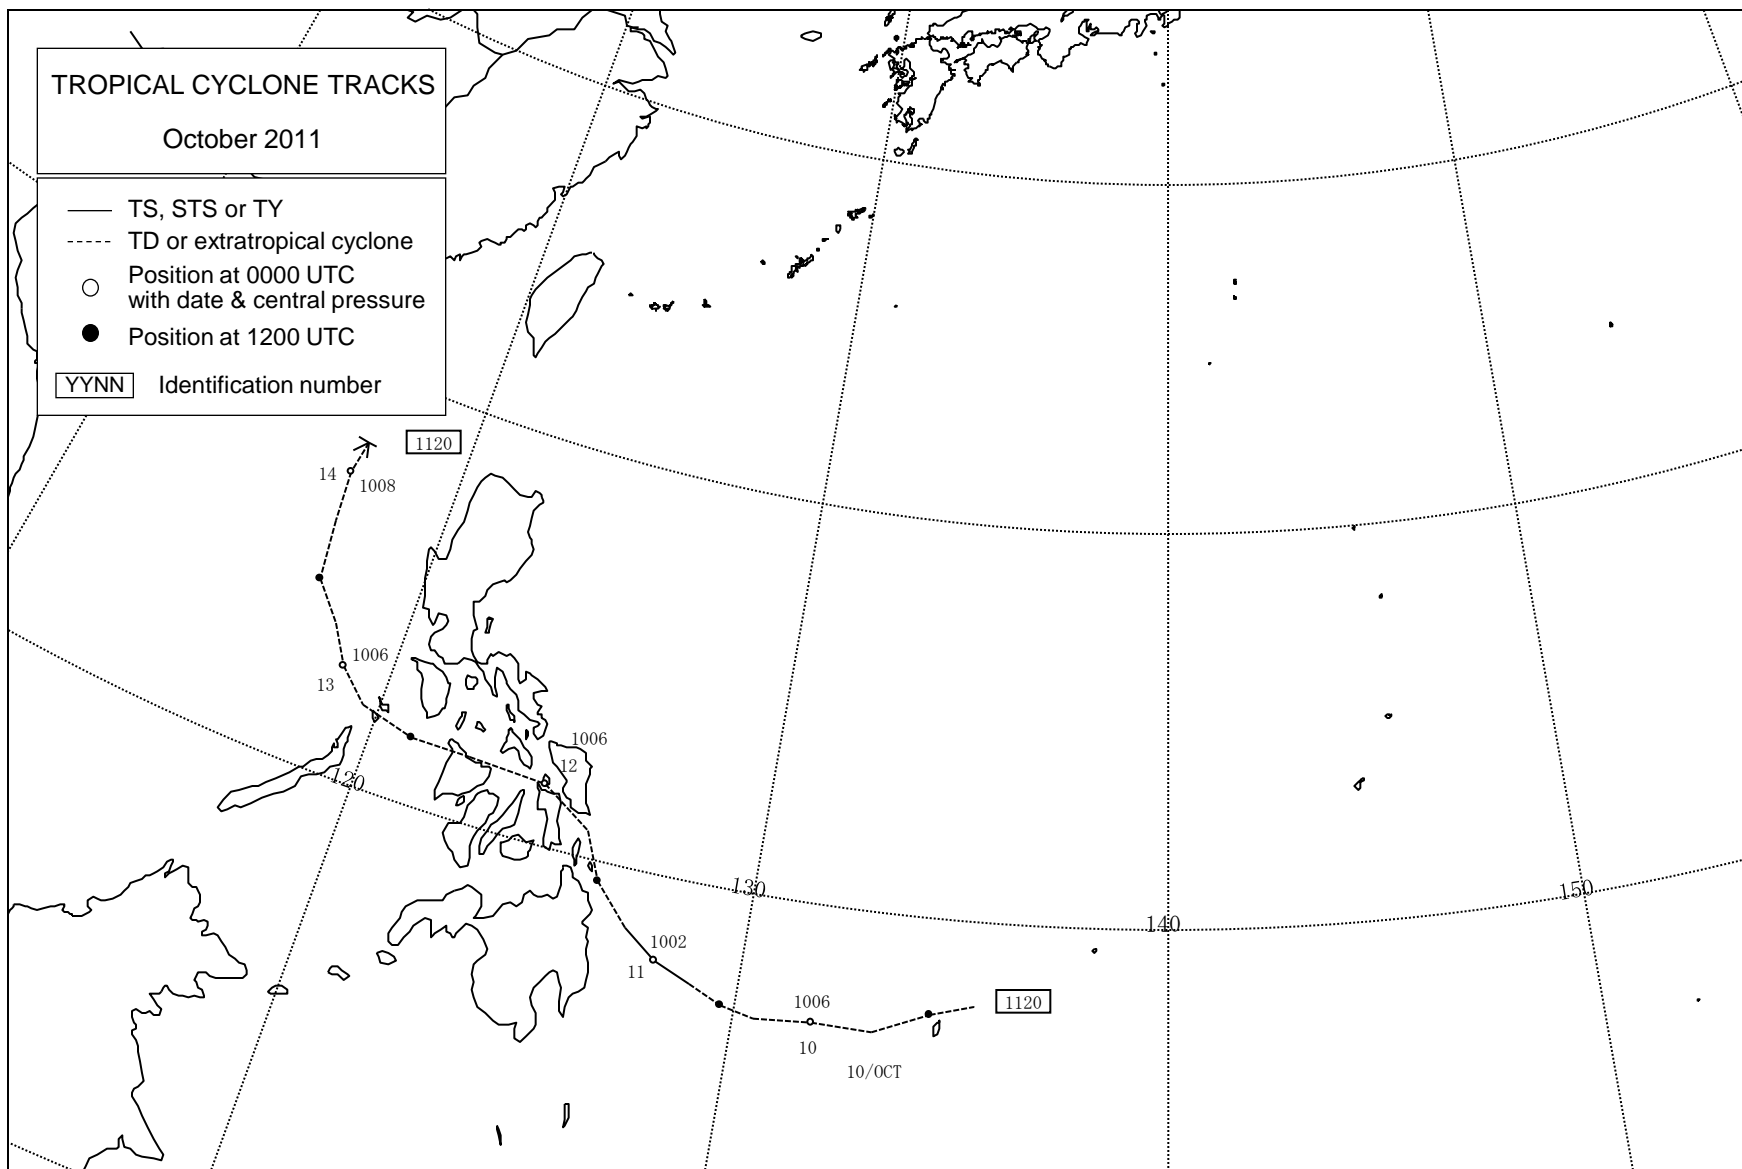 TROPICAL CYCLONE TRACKS
October 2011
TS, STS or TY
TD or extratropical cyclone
Position at 0000 UTC
with date & central pressure
Position at 1200 UTC
YYNN Identification number
1120
14
1008
1006
13
1006
12
120
130
140
150
1002
11
1006
1120
10
10/OCT